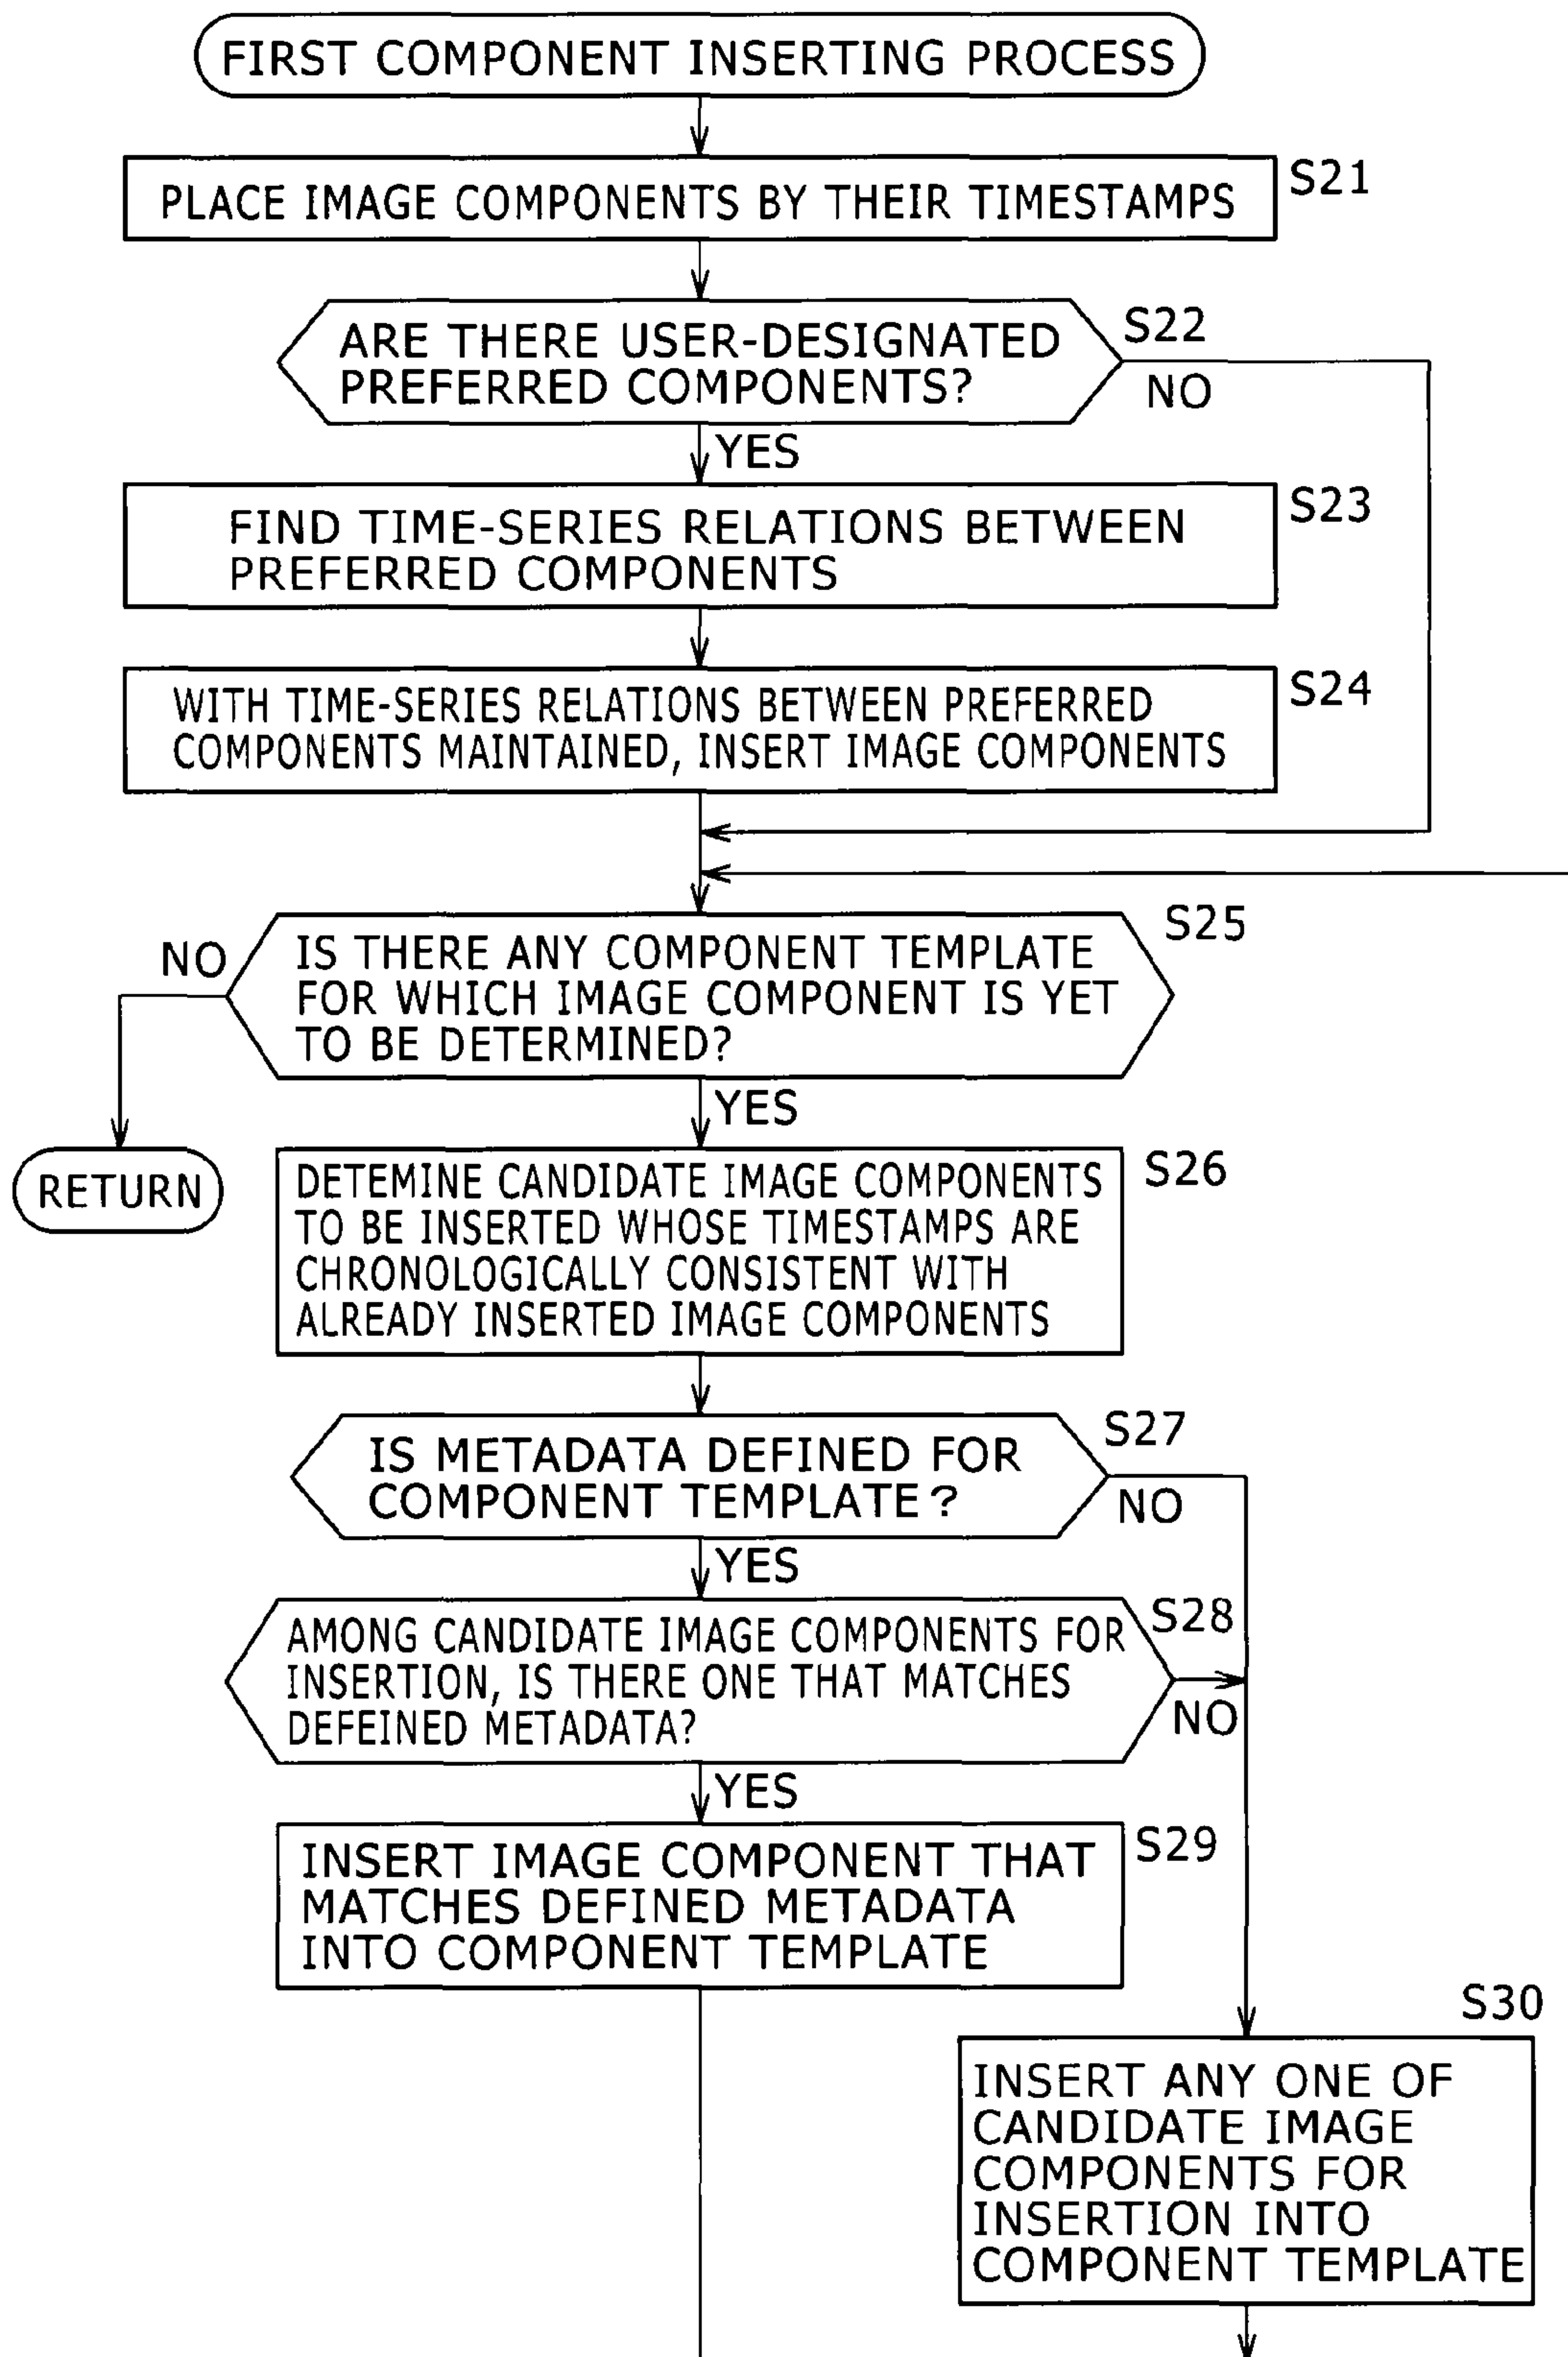 FIRST COMPONENT INSERTING PROCESS
PLACE IMAGE COMPONENTS BY THEIR TIMESTAMPS
S21
ARE THERE USER-DESIGNATED
PREFERRED COMPONENTS?
S22
NO
YES
FIND TIME-SERIES RELATIONS BETWEEN
PREFERRED COMPONENTS
S23
WITH TIME-SERIES RELATIONS BETWEEN PREFERRED
COMPONENTS MAINTAINED, INSERT IMAGE COMPONENTS
S24
IS THERE ANY COMPONENT TEMPLATE
FOR WHICH IMAGE COMPONENT IS YET
TO BE DETERMINED?
S25
NO
YES
RETURN
DETEMINE CANDIDATE IMAGE COMPONENTS
TO BE INSERTED WHOSE TIMESTAMPS ARE
CHRONOLOGICALLY CONSISTENT WITH
ALREADY INSERTED IMAGE COMPONENTS
S26
IS METADATA DEFINED FOR
COMPONENT TEMPLATE?
S27
NO
YES
AMONG CANDIDATE IMAGE COMPONENTS FOR
INSERTION, IS THERE ONE THAT MATCHES
DEFEINED METADATA?
S28
NO
YES
INSERT IMAGE COMPONENT THAT
MATCHES DEFINED METADATA
INTO COMPONENT TEMPLATE
S29
S30
INSERT ANY ONE OF
CANDIDATE IMAGE
COMPONENTS FOR
INSERTION INTO
COMPONENT TEMPLATE